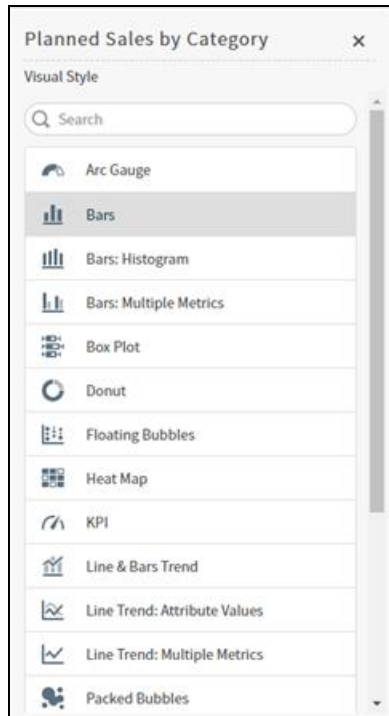 Planned Sales by Category
Visual Style
Search
Arc Gauge
Bars
Bars: Histogram
Bars: Multiple Metrics
Box Plot
Donut
Floating Bubbles
Heat Map
KPI
Line & Bars Trend
Line Trend: Attribute Values
Line Trend: Multiple Metrics
Packed Bubbles